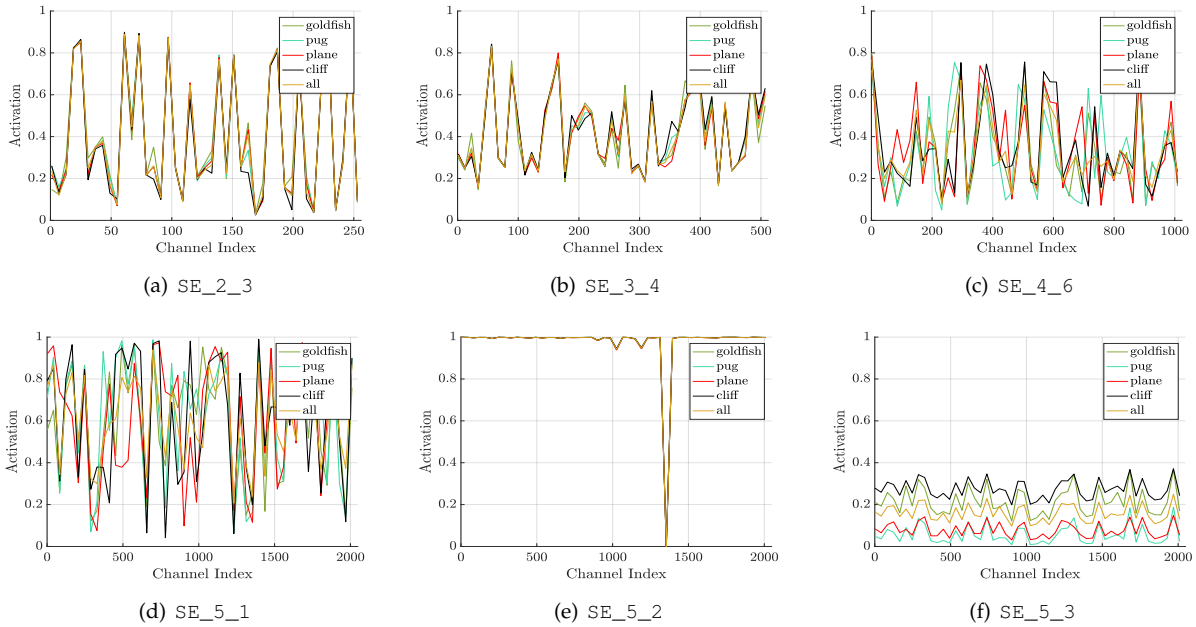 1
0.8
0.6
0.4
0.2
0
Activation
0 50 100 150 200 250
Channel Index
goldfish
pug
plane
cliff
all
(a) SE_2_3
1
0.8
0.6
0.4
0.2
0
Activation
0 100 200 300 400 500
Channel Index
goldfish
pug
plane
cliff
all
(b) SE_3_4
1
0.8
0.6
0.4
0.2
0
Activation
0 200 400 600 800 1000
Channel Index
goldfish
pug
plane
cliff
all
(c) SE_4_6
1
0.8
0.6
0.4
0.2
0
Activation
0 500 1000 1500 2000
Channel Index
goldfish
pug
plane
cliff
all
(d) SE_5_1
1
0.8
0.6
0.4
0.2
0
Activation
0 500 1000 1500 2000
Channel Index
goldfish
pug
plane
cliff
all
(e) SE_5_2
1
0.8
0.6
0.4
0.2
0
Activation
0 500 1000 1500 2000
Channel Index
goldfish
pug
plane
cliff
all
(f) SE_5_3